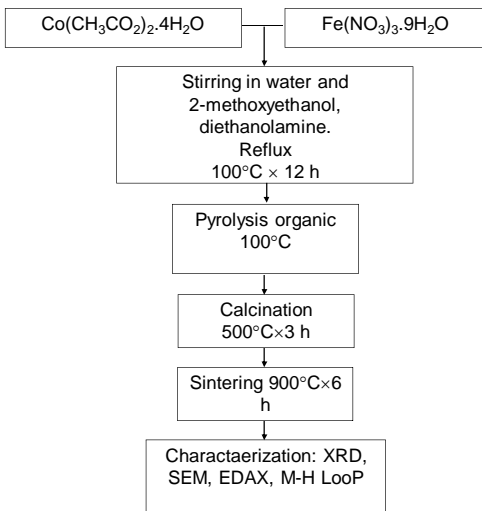 Co(CH₃CO₂)₂.4H₂O
Fe(NO₃)₃.9H₂O
Stirring in water and
2-methoxyethanol,
diethanolamine.
Reflux
100°C × 12 h
Pyrolysis organic
100°C
Calcination
500°C×3 h
Sintering 900°C×6
h
Charactaerization: XRD,
SEM, EDAX, M-H LooP